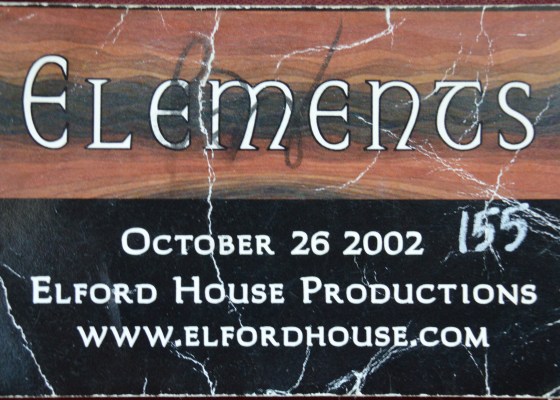 Elements
October 26 2002
155
Elford House Productions
www.elfordhouse.com